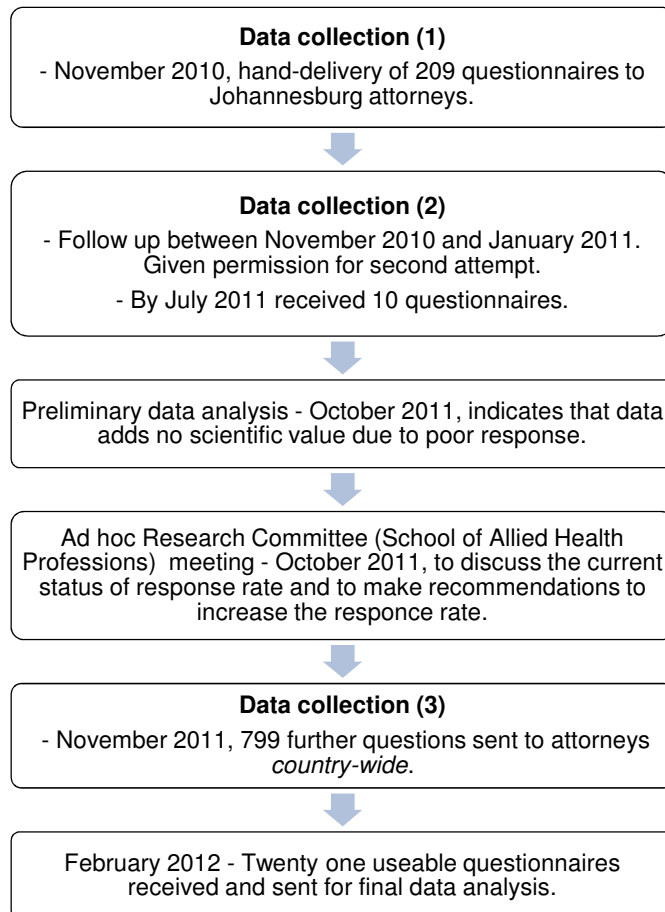 Data collection (1)
- November 2010, hand-delivery of 209 questionnaires to
Johannesburg attorneys.
Data collection (2)
- Follow up between November 2010 and January 2011.
Given permission for second attempt.
- By July 2011 received 10 questionnaires.
Preliminary data analysis - October 2011, indicates that data
adds no scientific value due to poor response.
Ad hoc Research Committee (School of Allied Health
Professions) meeting - October 2011, to discuss the current
status of response rate and to make recommendations to
increase the responce rate.
Data collection (3)
- November 2011, 799 further questions sent to attorneys
country-wide.
February 2012 - Twenty one useable questionnaires
received and sent for final data analysis.